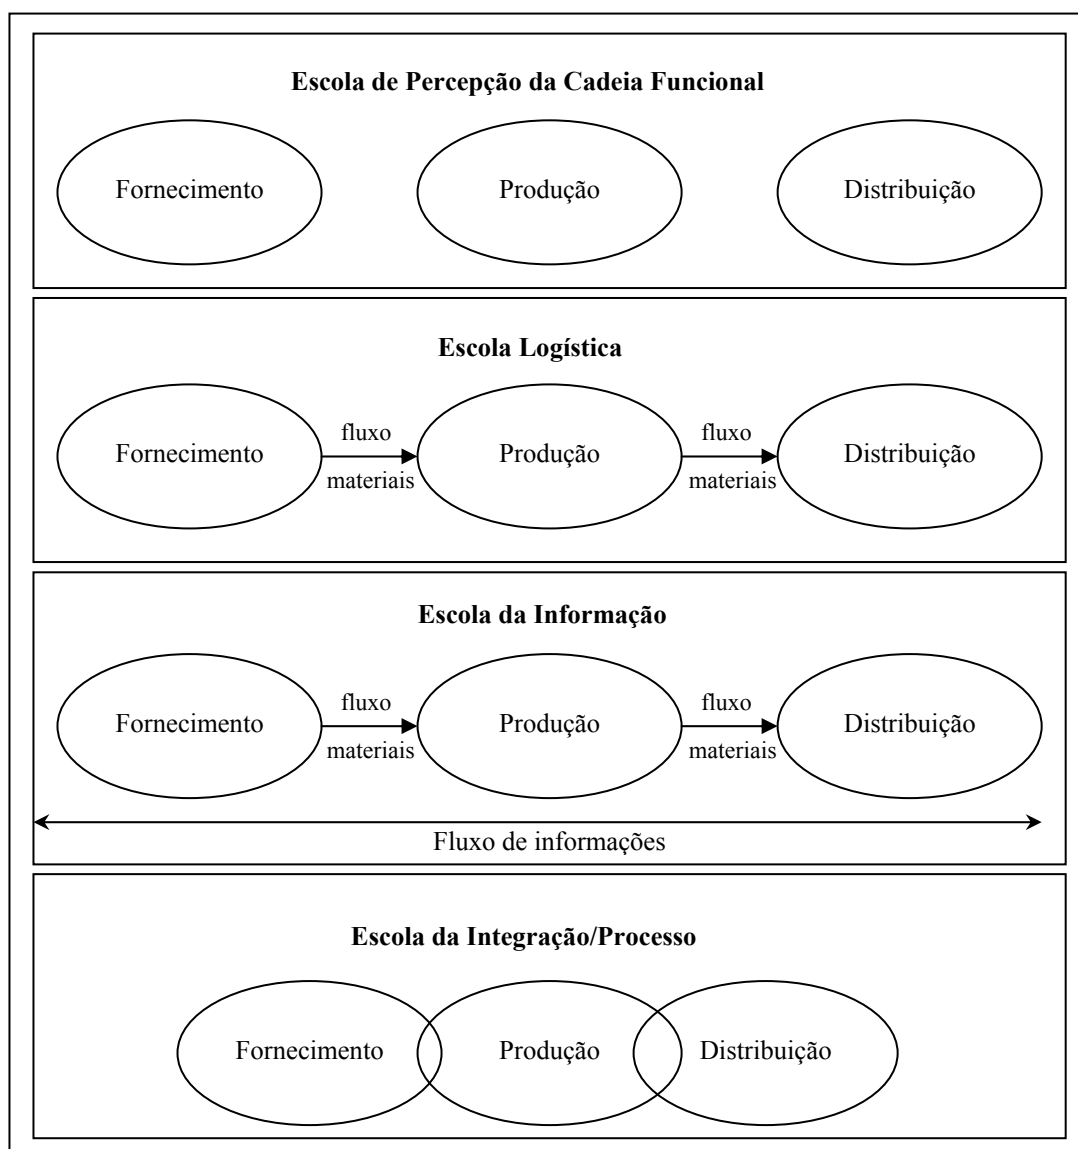 Escola de Percepção da Cadeia Funcional
Fornecimento
Produção
Distribuição
Escola Logística
Fornecimento
fluxo
materiais
Produção
fluxo
materiais
Distribuição
Escola da Informação
Fornecimento
fluxo
materiais
Produção
fluxo
materiais
Distribuição
Fluxo de informações
Escola da Integração/Processo
Fornecimento
Produção
Distribuição